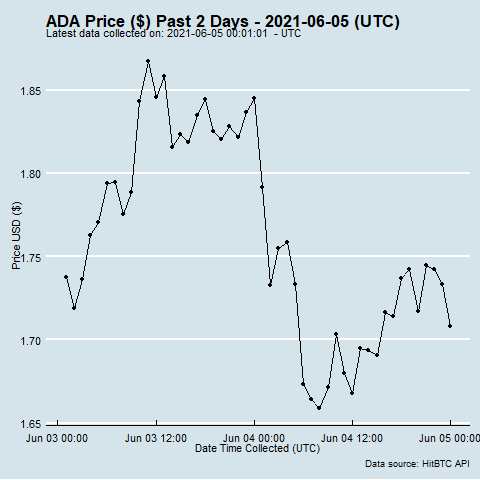 ADA Price ($) Past 2 Days - 2021-06-05 (UTC)
Latest data collected on: 2021-06-05 00:01:01 - UTC
1.85
1.80
1.75
1.70
1.65
Price USD ($)
Jun 03 00:00 Jun 03 12:00 Jun 04 00:00 Jun 04 12:00 Jun 05 00:00
Date Time Collected (UTC)
Data source: HitBTC API